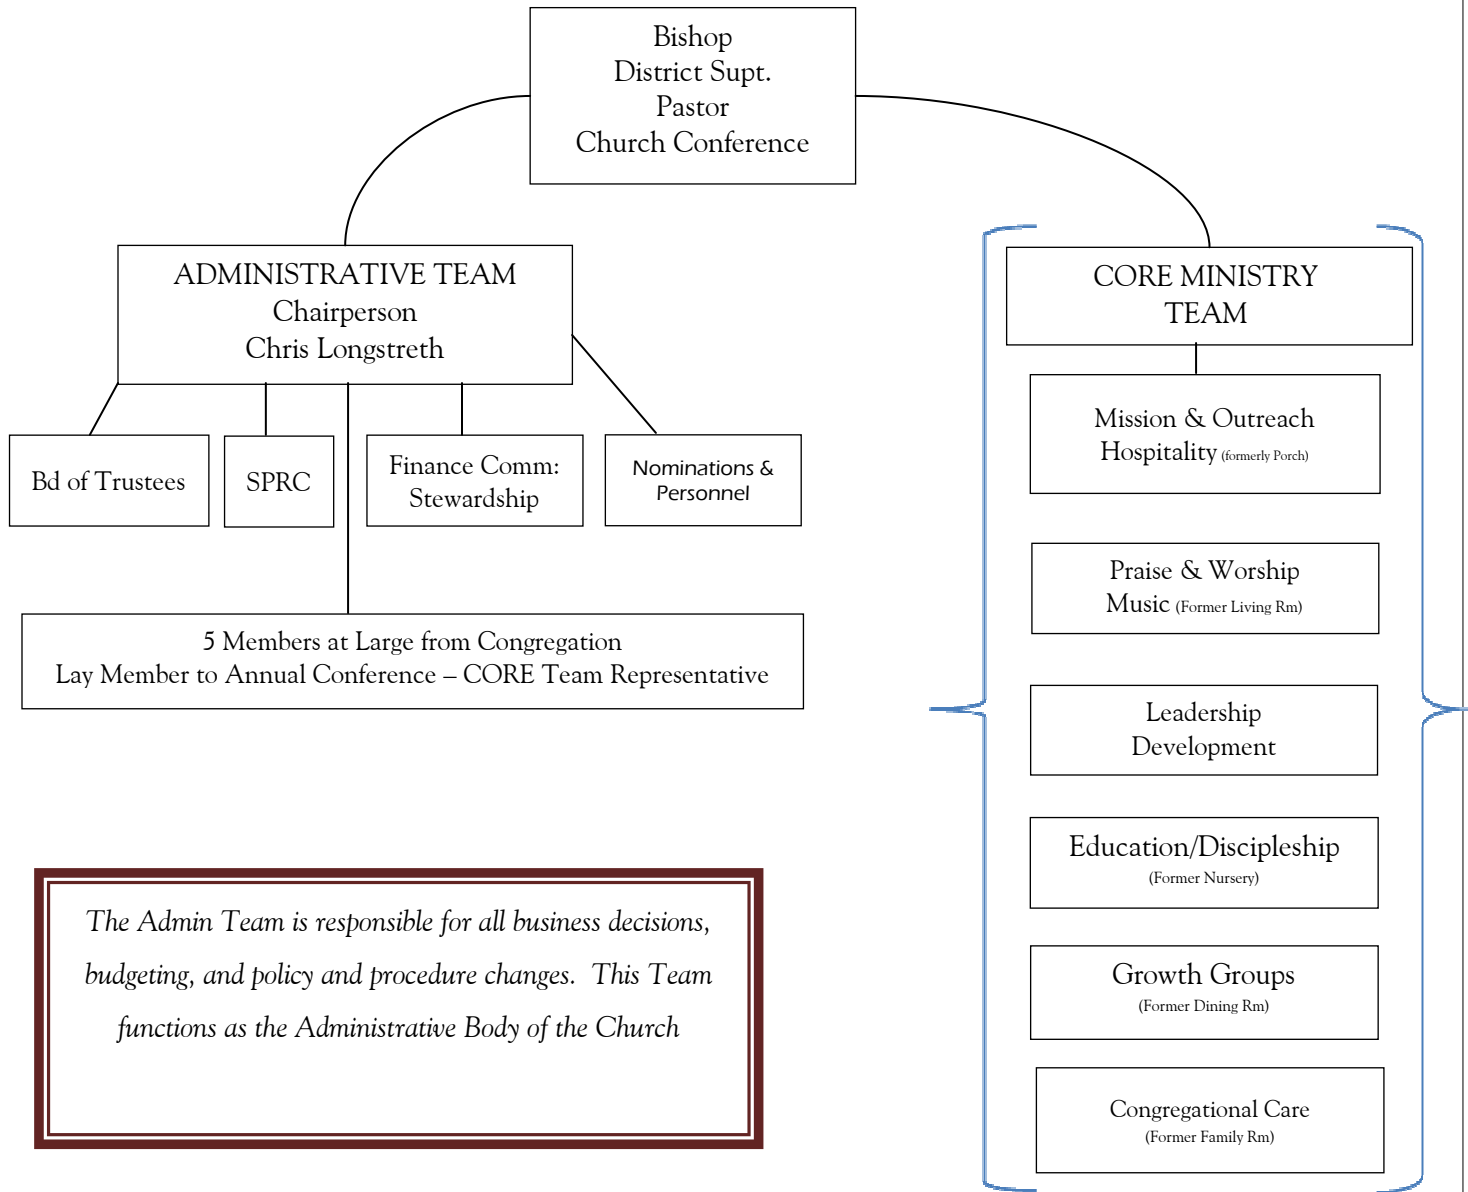 Bishop
District Supt.
Pastor
Church Conference
ADMINISTRATIVE TEAM
Chairperson
Chris Longstreth
Bd of Trustees
SPRC
Finance Comm:
Stewardship
Nominations &
Personnel
5 Members at Large from Congregation
Lay Member to Annual Conference – CORE Team Representative
The Admin Team is responsible for all business decisions,
budgeting, and policy and procedure changes.  This Team
functions as the Administrative Body of the Church
CORE MINISTRY
TEAM
Mission & Outreach
Hospitality (formerly Porch)
Praise & Worship
Music (Former Living Rm)
Leadership
Development
Education/Discipleship
(Former Nursery)
Growth Groups
(Former Dining Rm)
Congregational Care
(Former Family Rm)